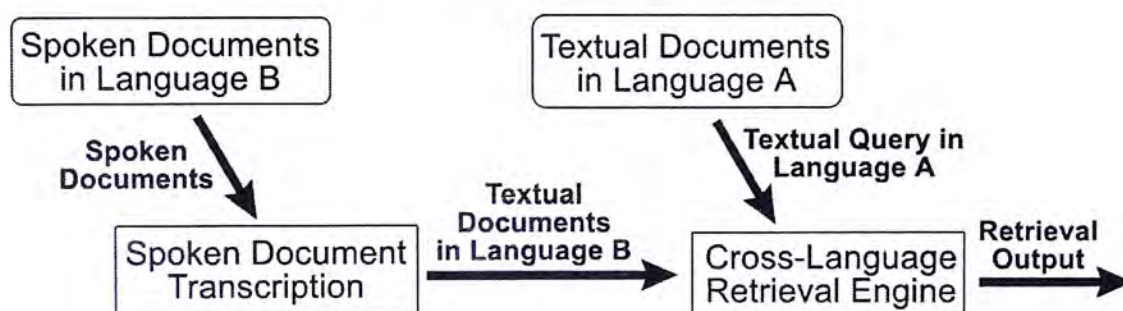 Spoken Documents
in Language B
Textual Documents
in Language A
Spoken
Documents
Textual Query in
Language A
Textual
Documents
in Language B
Spoken Document
Transcription
Cross-Language
Retrieval Engine
Retrieval
Output